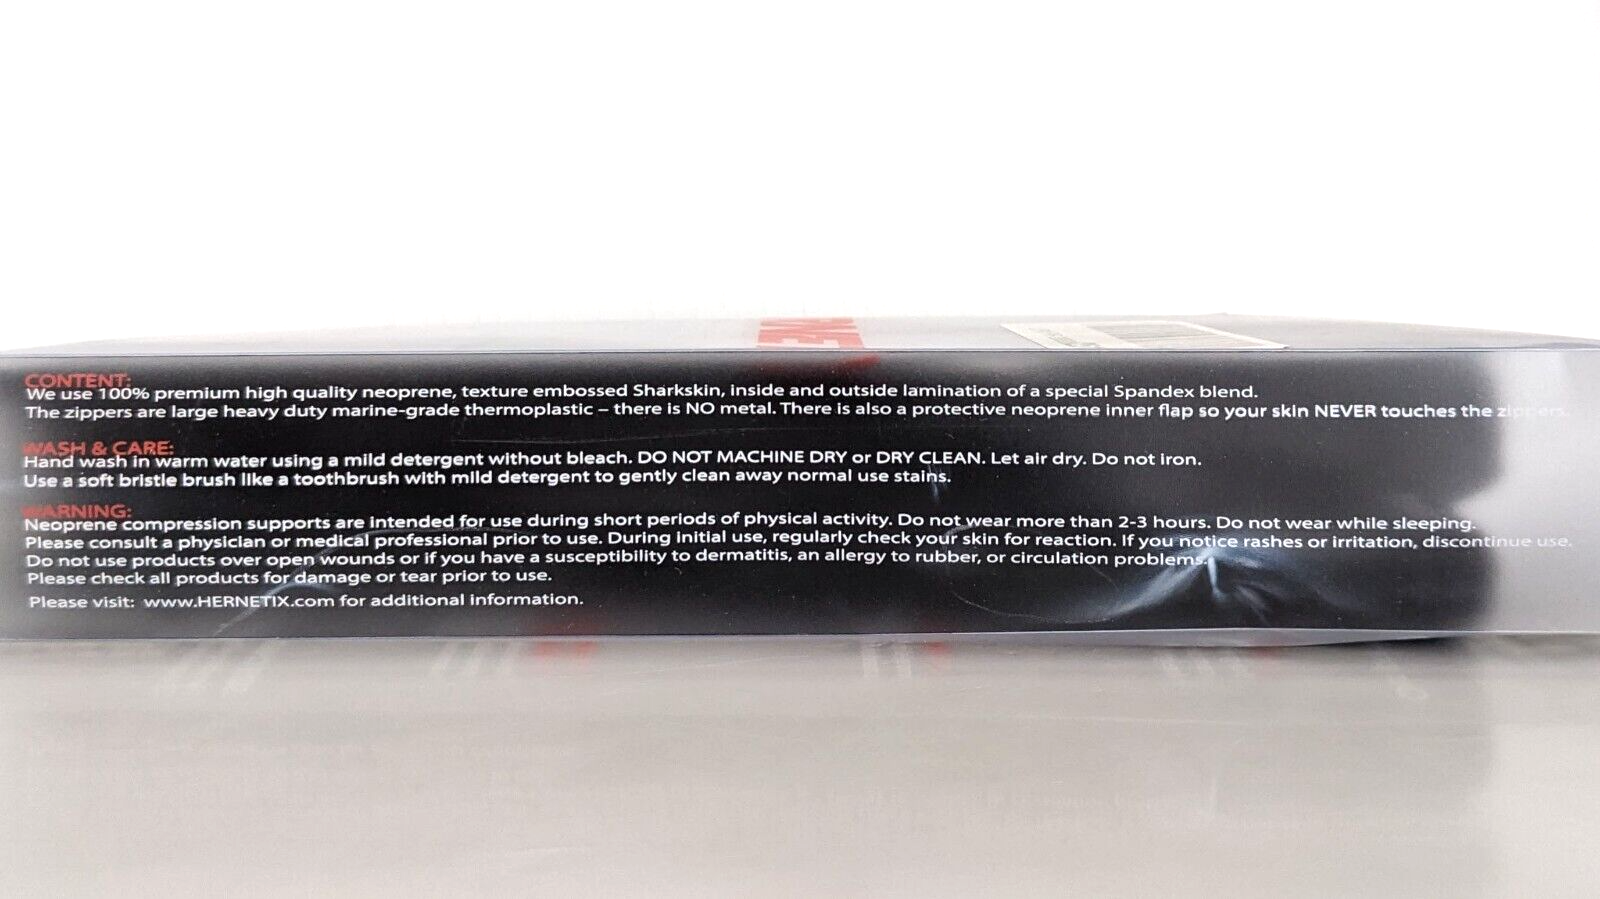 CONTENT:
We use 100% premium high quality neoprene, texture embossed Sharkskin, inside and outside lamination of a special Spandex blend.
The zippers are large heavy duty marine-grade thermoplastic – there is NO metal. There is also a protective neoprene inner flap so your skin NEVER touches the zippers.
WASH & CARE:
Hand wash in warm water using a mild detergent without bleach. DO NOT MACHINE DRY or DRY CLEAN. Let air dry. Do not iron.
Use a soft bristle brush like a toothbrush with mild detergent to gently clean away normal use stains.
WARNING:
Neoprene compression supports are intended for use during short periods of physical activity. Do not wear more than 2-3 hours. Do not wear while sleeping.
Please consult a physician or medical professional prior to use. During initial use, regularly check your skin for reaction. If you notice rashes or irritation, discontinue use.
Do not use products over open wounds or if you have a susceptibility to dermatitis, an allergy to rubber, or circulation problems.
Please check all products for damage or tear prior to use.
Please visit: www.HERNETIX.com for additional information.